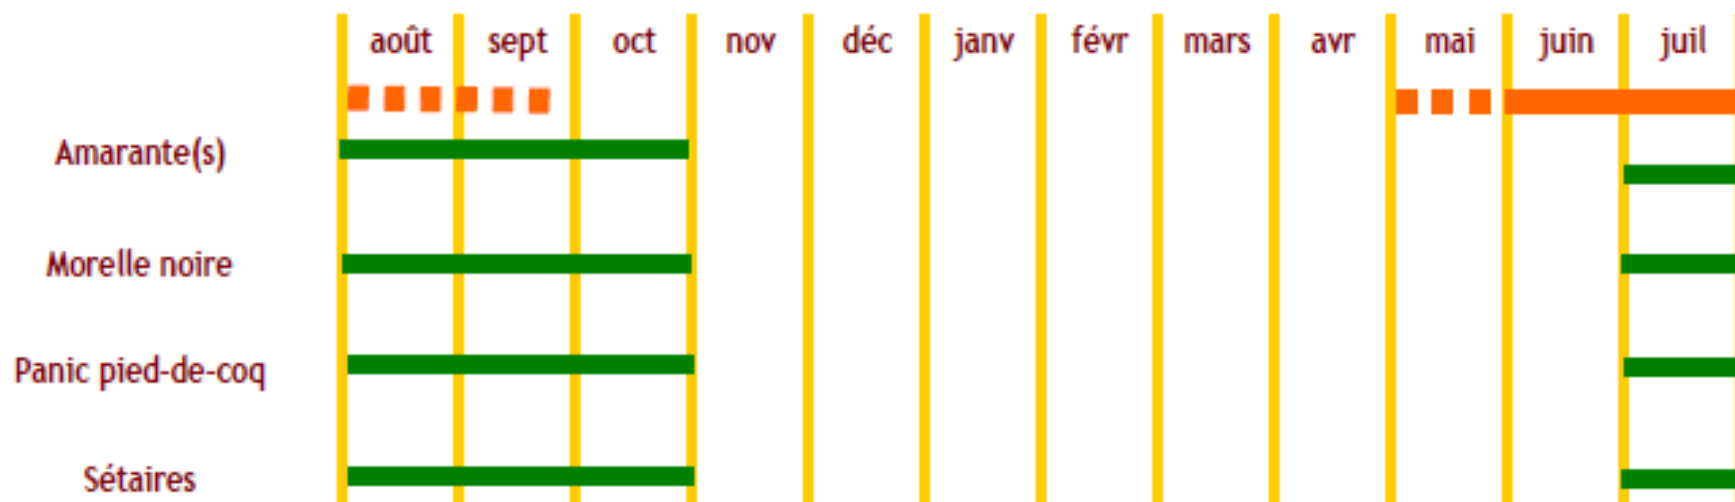 août sept oct nov déc janv févr mars avr mai juin juil
Amarante(s)
Morelle noire
Panic pied-de-coq
Sétaires